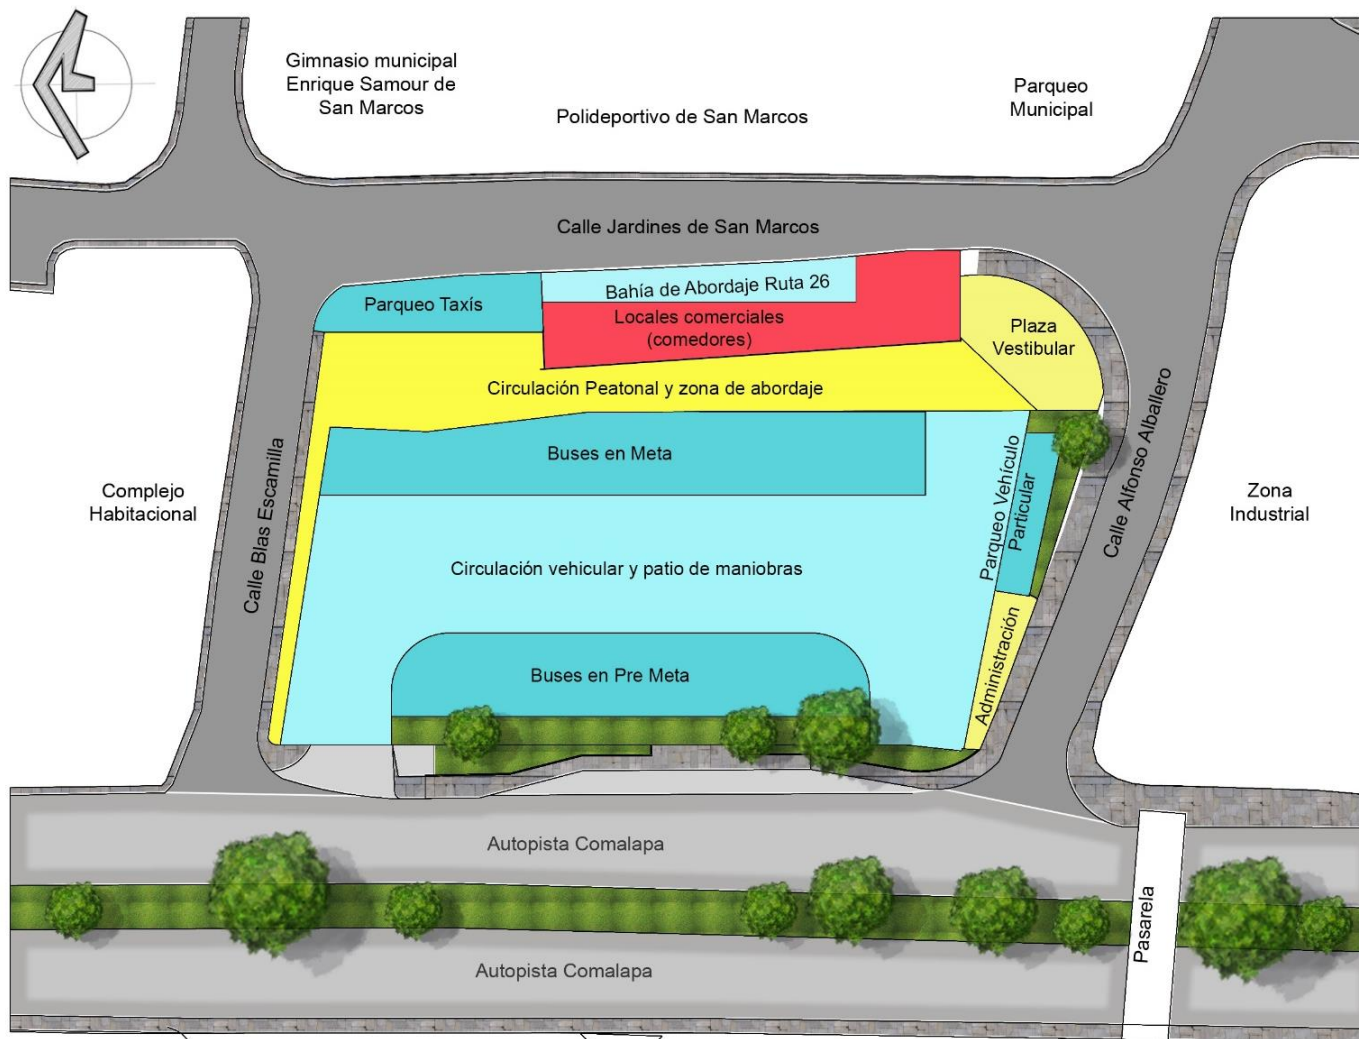 Gimnasio municipal
Enrique Samour de
San Marcos
Polideportivo de San Marcos
Parqueo
Municipal
Calle Jardines de San Marcos
Parqueo Taxís
Bahía de Abordaje Ruta 26
Locales comerciales
(comedores)
Plaza
Vestibular
Circulación Peatonal y zona de abordaje
Calle Blas Escamilla
Buses en Meta
Parqueo Vehículo
Particular
Calle Alfonso Alballero
Complejo
Habitacional
Zona
Industrial
Circulación vehicular y patio de maniobras
Administración
Buses en Pre Meta
Autopista Comalapa
Pasarela
Autopista Comalapa